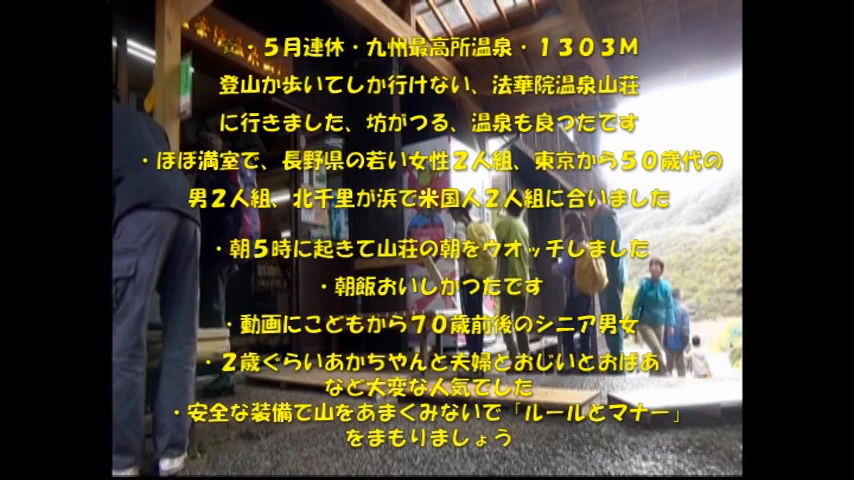 ・５月連休・九州最高所温泉・１３０３Ｍ
登山か歩いてしか行けない、法華院温泉山荘
に行きました、坊がつる、温泉も良つたです
・ほぼ満室で、長野県の若い女性２人組、東京から５０歳代の
男２人組、北千里が浜で米国人２人組に合いました
・朝５時に起きて山荘の朝をウオッチしました
・朝飯おいしかつたです
・動画にこどもから７０歳前後のシニア男女
・２歳ぐらいあかちやんと夫婦とおじいとおばあ
など大変な人気でした
・安全な装備で山をあまくみないで「ルールとマナー」
をまもりましょう